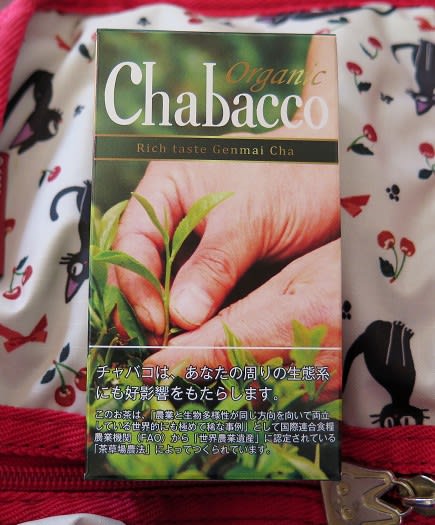 Organic
Chabacco
Rich taste Genmai Cha
チャバコは、あなたの周りの生態系
にも好影響をもたらします。
このお茶は、「農業と生物多様性が同じ方向を向いて両立
している世界的にも極めて稀な事例」として国際連合食糧
農業機関（FAO）から「世界農業遺産」に認定されている
「茶草場農法」によってつくられています。